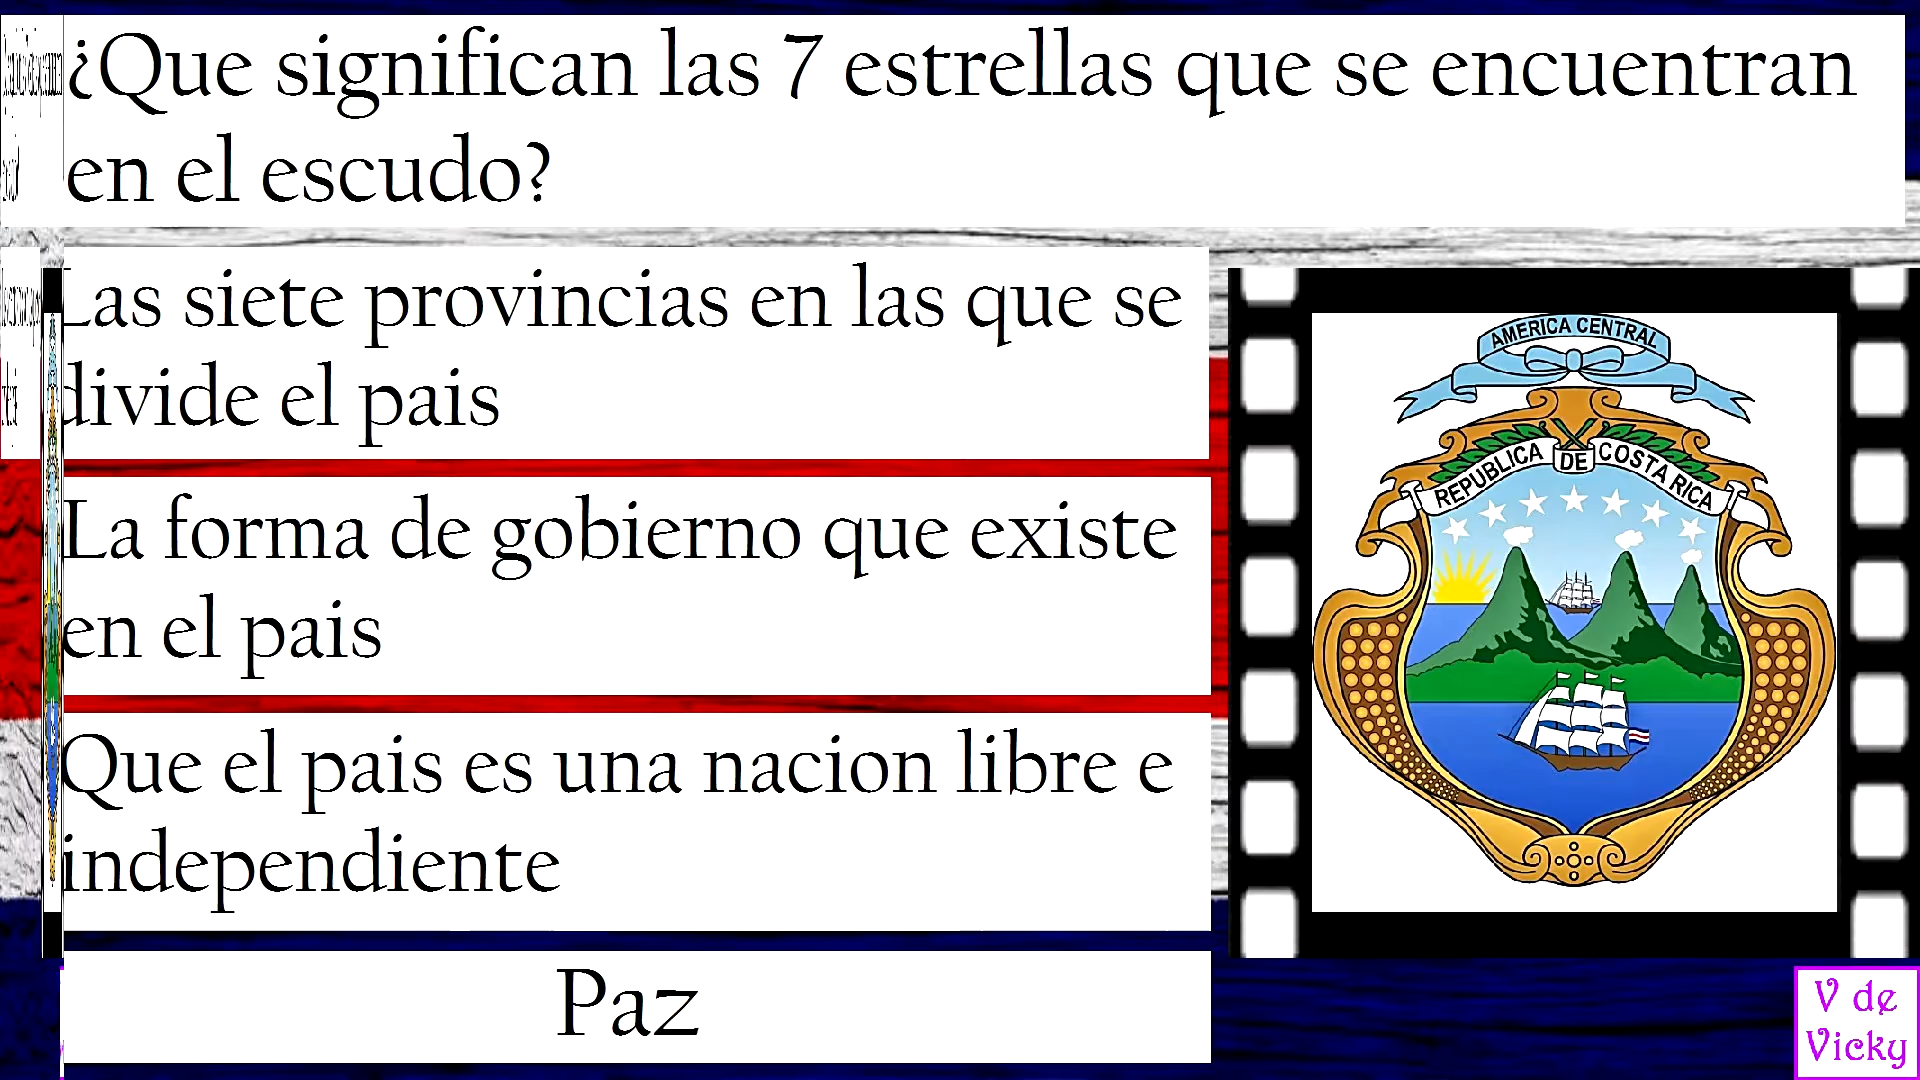 ¿Que significan las 7 estrellas que se encuentran
en el escudo?
Las siete provincias en las que se
divide el pais
La forma de gobierno que existe
en el pais
Que el pais es una nacion libre e
independiente
Paz
AMERICA CENTRAL
REPUBLICA DE COSTA RICA
V de
Vicky